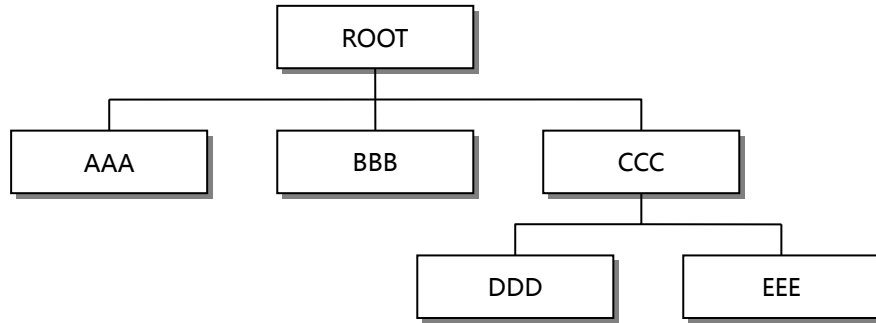 ROOT
AAA
BBB
CCC
DDD
EEE